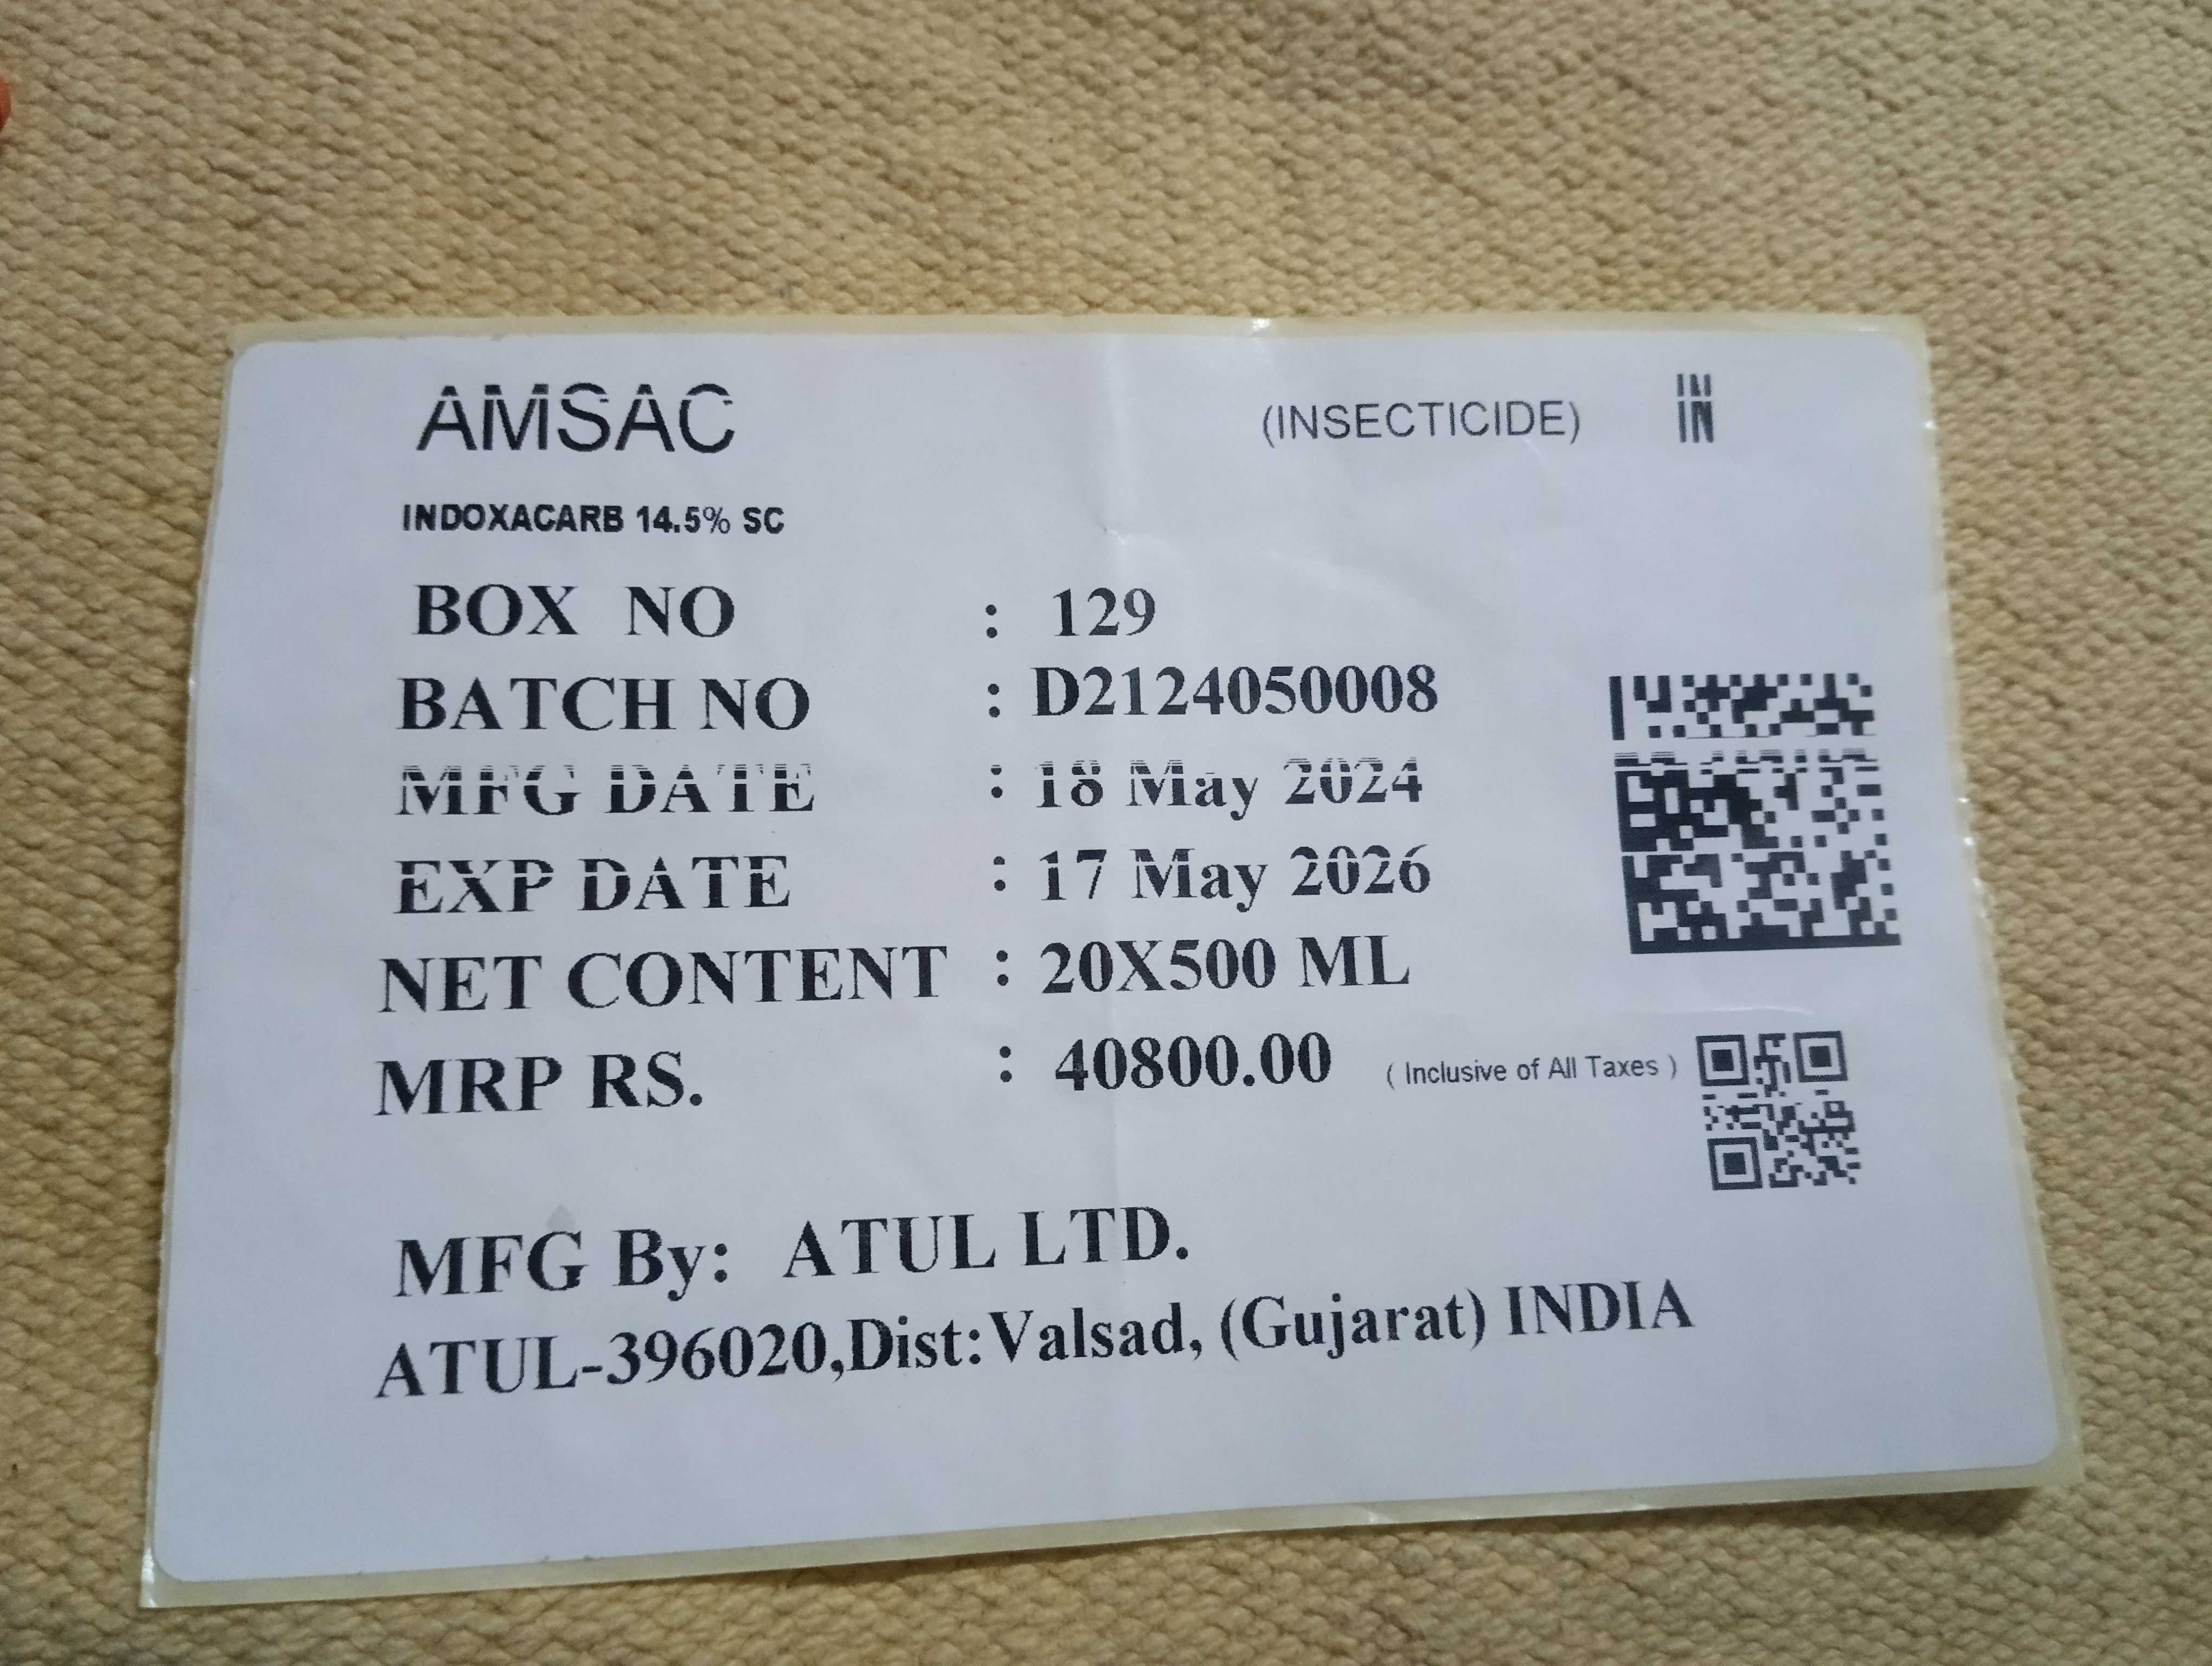 AMSAC (INSECTICIDE) IN
INDOXACARB 14.5% SC
BOX NO : 129
BATCH NO : D2124050008
MFG DATE : 18 May 2024
EXP DATE : 17 May 2026
NET CONTENT : 20X500 ML
MRP RS. : 40800.00 ( Inclusive of All Taxes )
MFG By: ATUL LTD.
ATUL-396020,Dist:Valsad, (Gujarat) INDIA